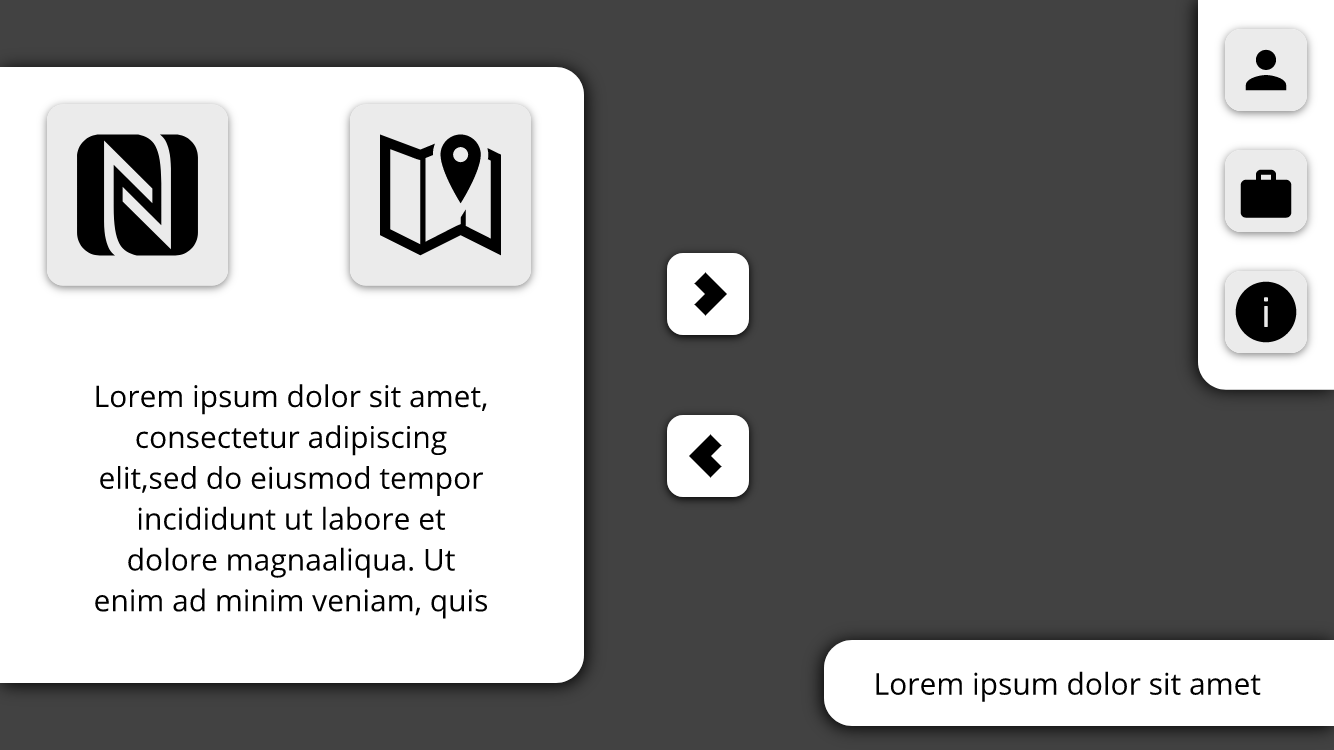 Lorem ipsum dolor sit amet,
consectetur adipiscing
elit,sed do eiusmod tempor
incididunt ut labore et
dolore magnaaliqua. Ut
enim ad minim veniam, quis
Lorem ipsum dolor sit amet